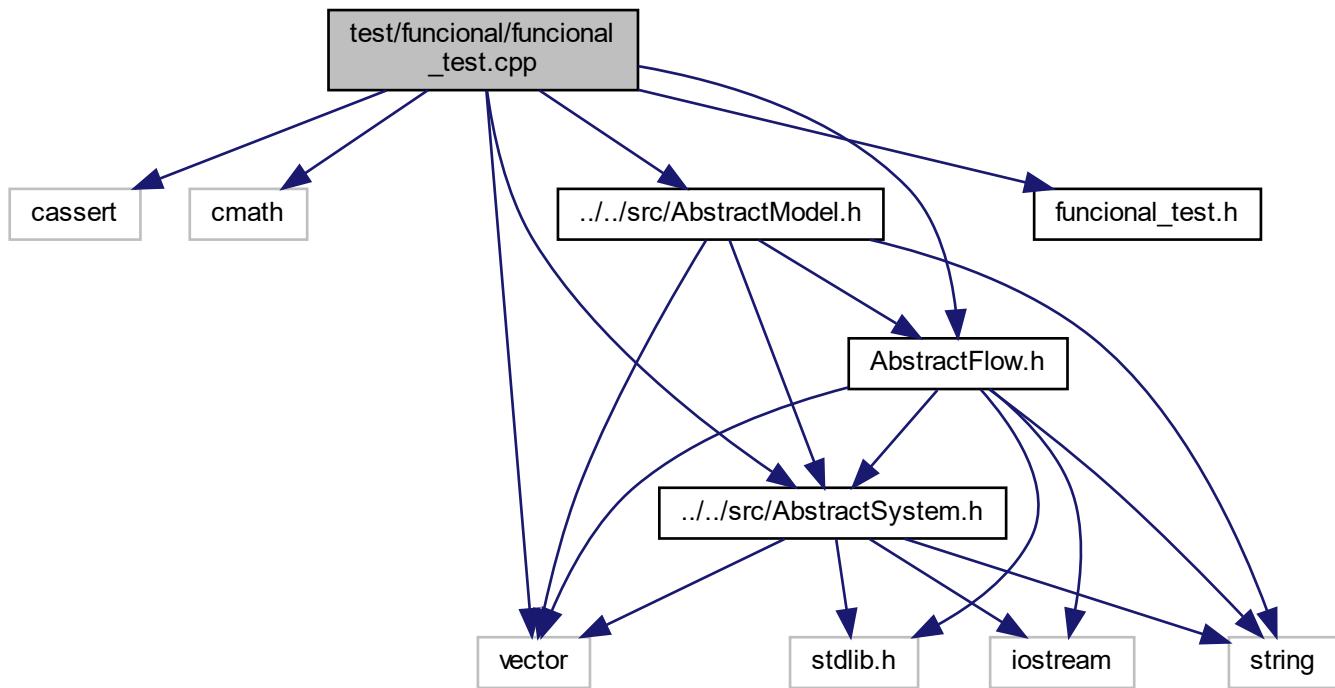 test/funcional/funcional
_test.cpp
cassert
cmath
../../src/AbstractModel.h
funcional_test.h
AbstractFlow.h
../../src/AbstractSystem.h
vector
stdlib.h
iostream
string